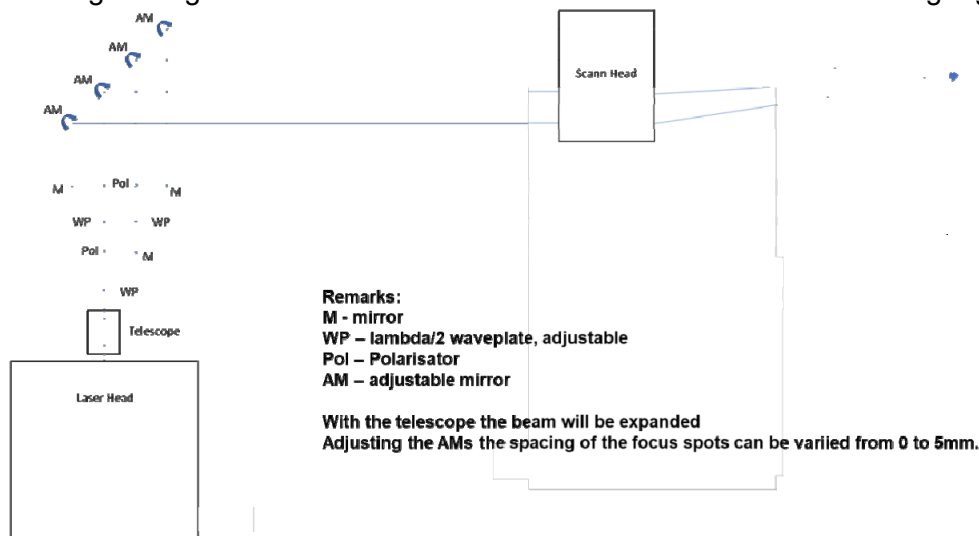 AM
AM
AM
AM
Scann Head
M
Pol
M
WP
WP
Pol
M
WP
Telescope
Laser Head
Remarks:
M - mirror
WP – lambda/2 waveplate, adjustable
Pol – Polarisator
AM – adjustable mirror
With the telescope the beam will be expanded
Adjusting the AMs the spacing of the focus spots can be variied from 0 to 5mm.